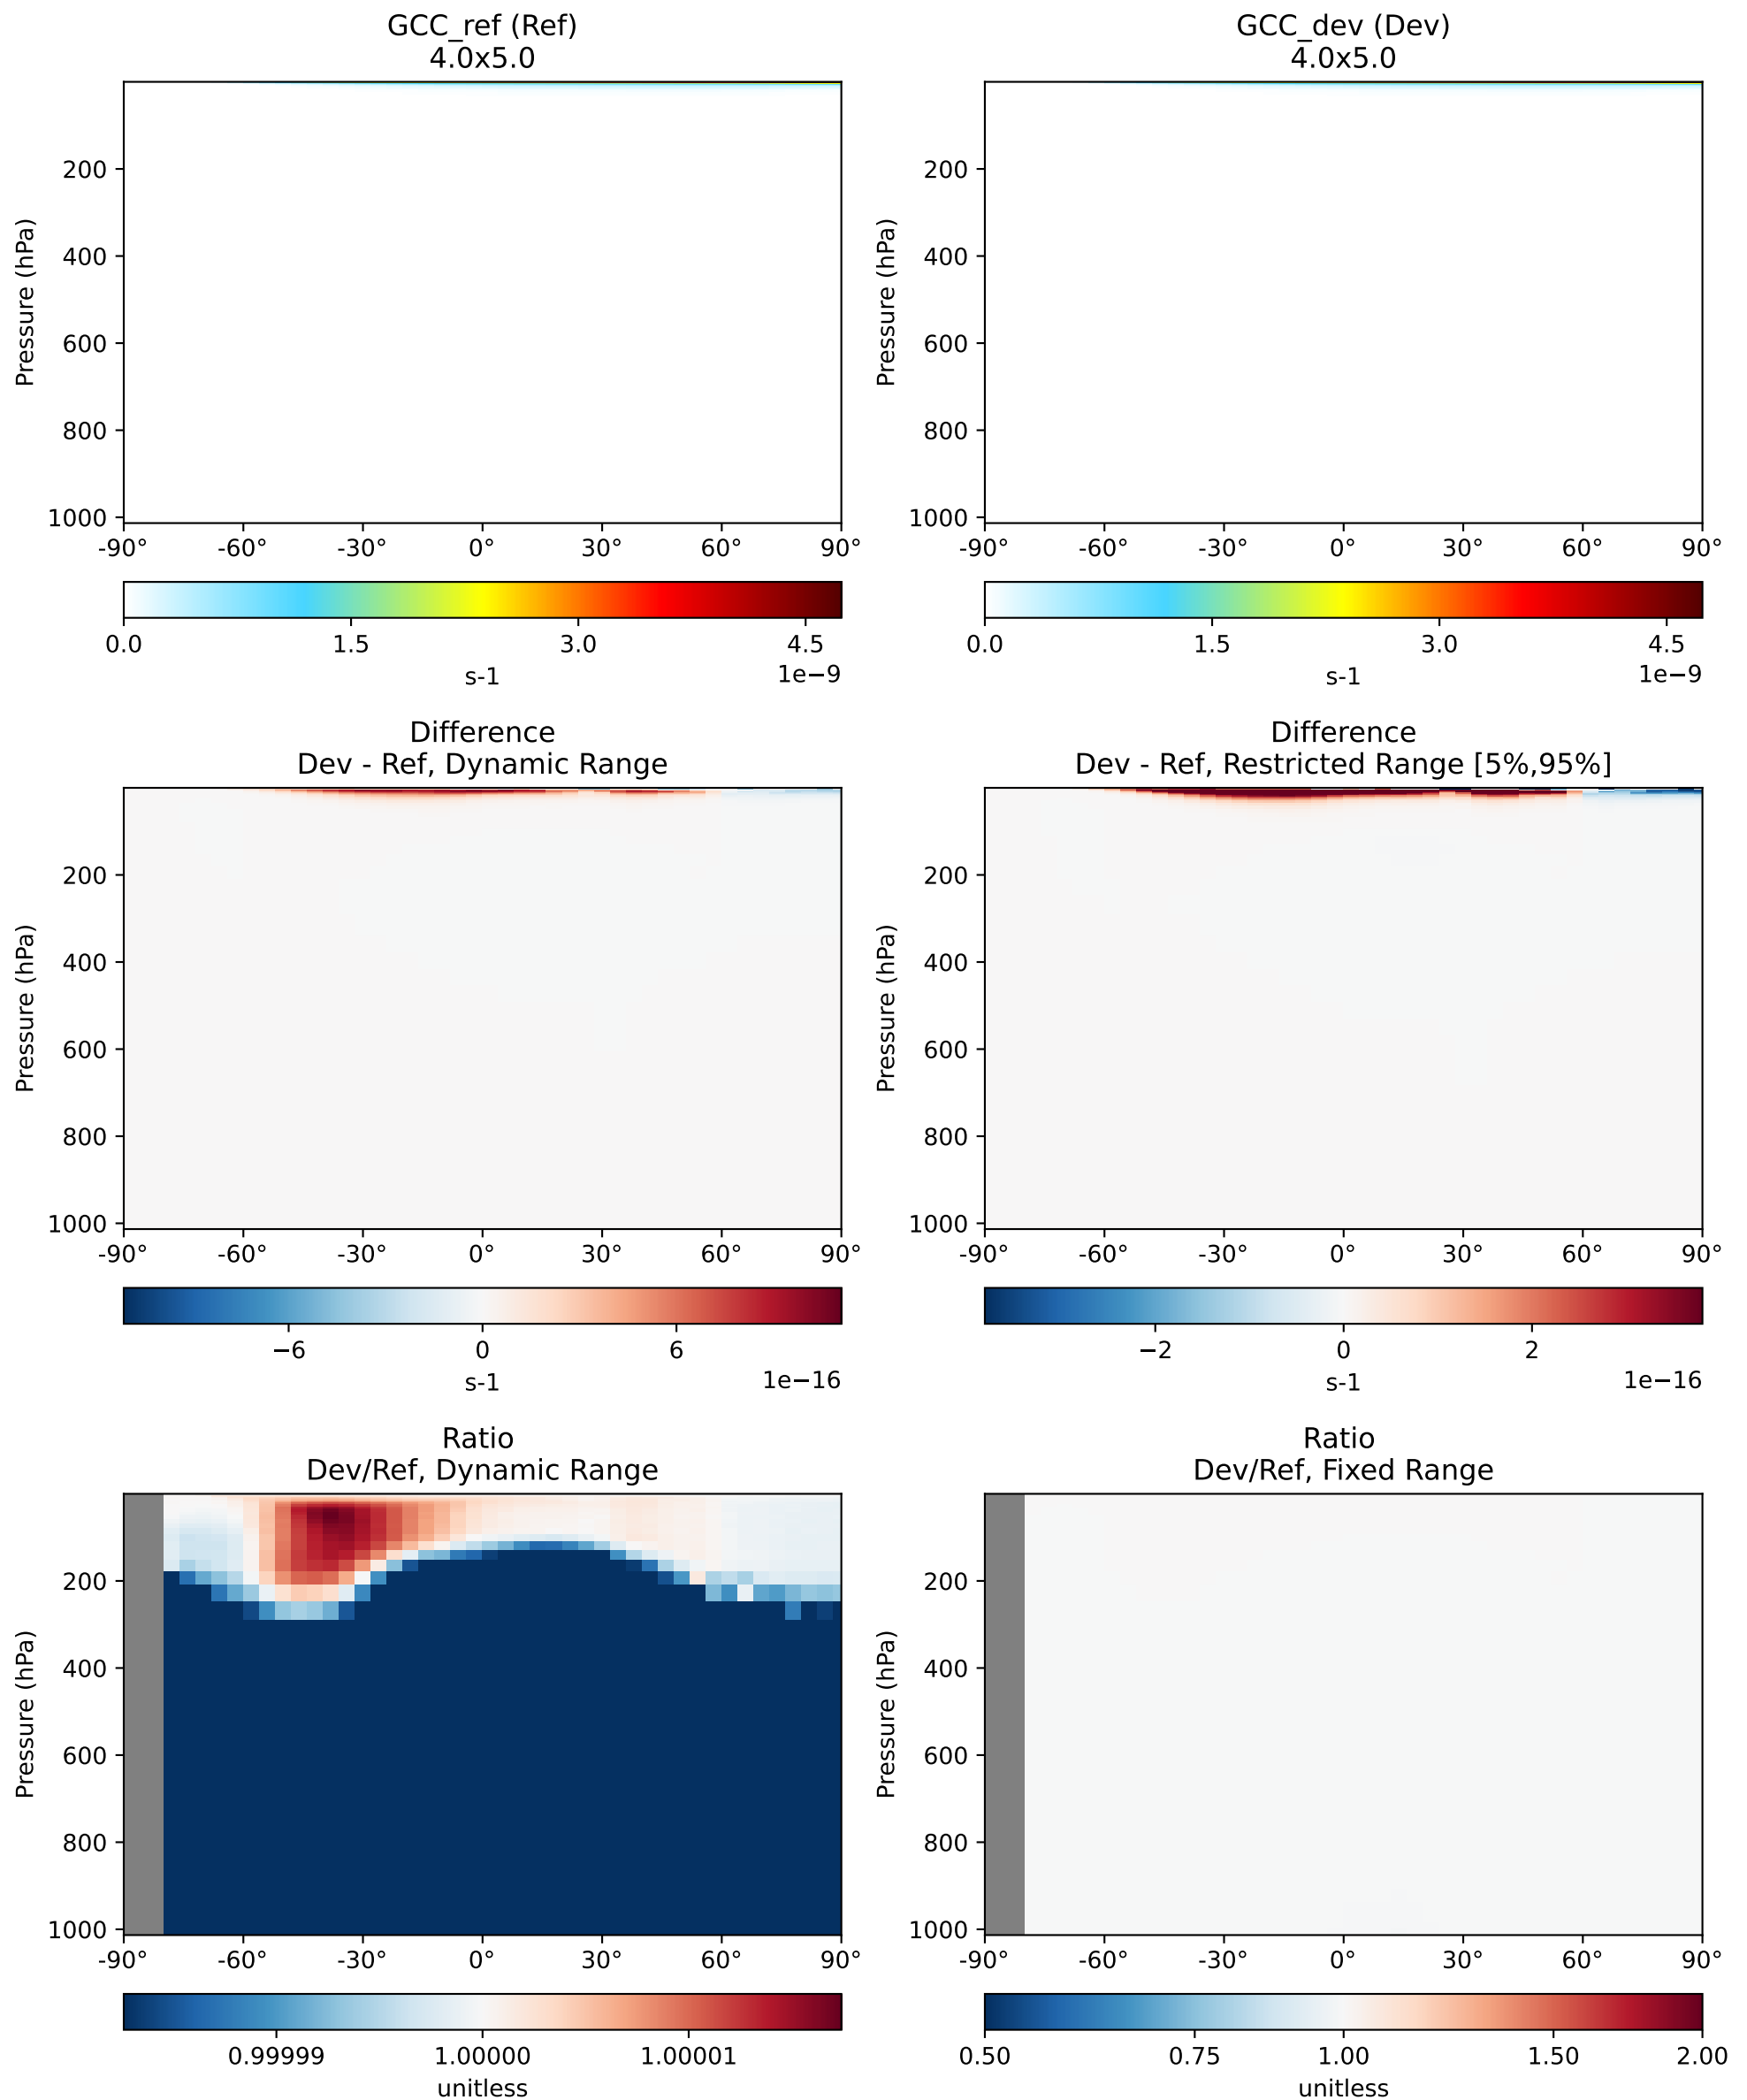 GCC_ref (Ref)
4.0x5.0
Pressure (hPa)
200
400
600
800
1000
-90° -60° -30° 0° 30° 60° 90°
0.0 1.5 3.0 4.5
s-1 1e−9
GCC_dev (Dev)
4.0x5.0
Pressure (hPa)
200
400
600
800
1000
-90° -60° -30° 0° 30° 60° 90°
0.0 1.5 3.0 4.5
s-1 1e−9
Difference
Dev - Ref, Dynamic Range
Pressure (hPa)
200
400
600
800
1000
-90° -60° -30° 0° 30° 60° 90°
−6 0 6
s-1 1e−16
Difference
Dev - Ref, Restricted Range [5%,95%]
Pressure (hPa)
200
400
600
800
1000
-90° -60° -30° 0° 30° 60° 90°
−2 0 2
s-1 1e−16
Ratio
Dev/Ref, Dynamic Range
Pressure (hPa)
200
400
600
800
1000
-90° -60° -30° 0° 30° 60° 90°
0.99999 1.00000 1.00001
unitless
Ratio
Dev/Ref, Fixed Range
Pressure (hPa)
200
400
600
800
1000
-90° -60° -30° 0° 30° 60° 90°
0.50 0.75 1.00 1.50 2.00
unitless